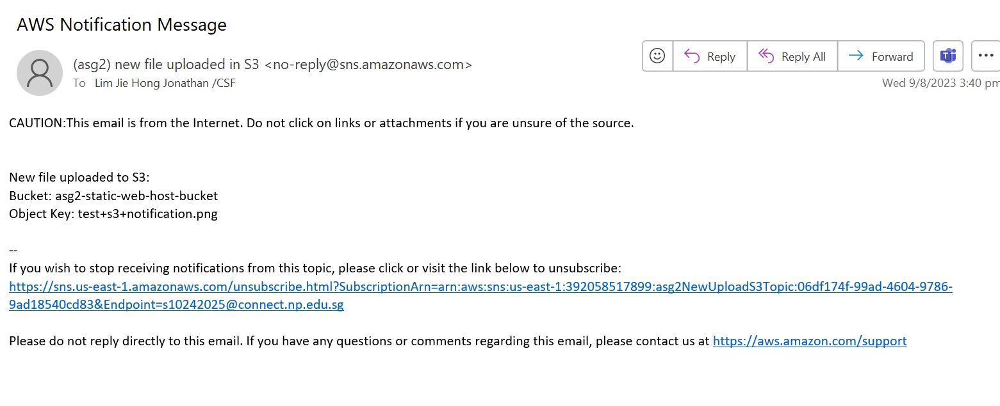 AWS Notification Message
(asg2) new file uploaded in S3 <no-reply@sns.amazonaws.com>
To Lim Jie Hong Jonathan /CSF
Reply
Reply All
Forward
Wed 9/8/2023 3:40 pm
CAUTION:This email is from the Internet. Do not click on links or attachments if you are unsure of the source.
New file uploaded to S3:
Bucket: asg2-static-web-host-bucket
Object Key: test+s3+notification.png
--
If you wish to stop receiving notifications from this topic, please click or visit the link below to unsubscribe:
https://sns.us-east-1.amazonaws.com/unsubscribe.html?SubscriptionArn=arn:aws:sns:us-east-1:392058517899:asg2NewUploadS3Topic:06df174f-99ad-4604-9786-
9ad18540cd83&Endpoint=s10242025@connect.np.edu.sg
Please do not reply directly to this email. If you have any questions or comments regarding this email, please contact us at https://aws.amazon.com/support